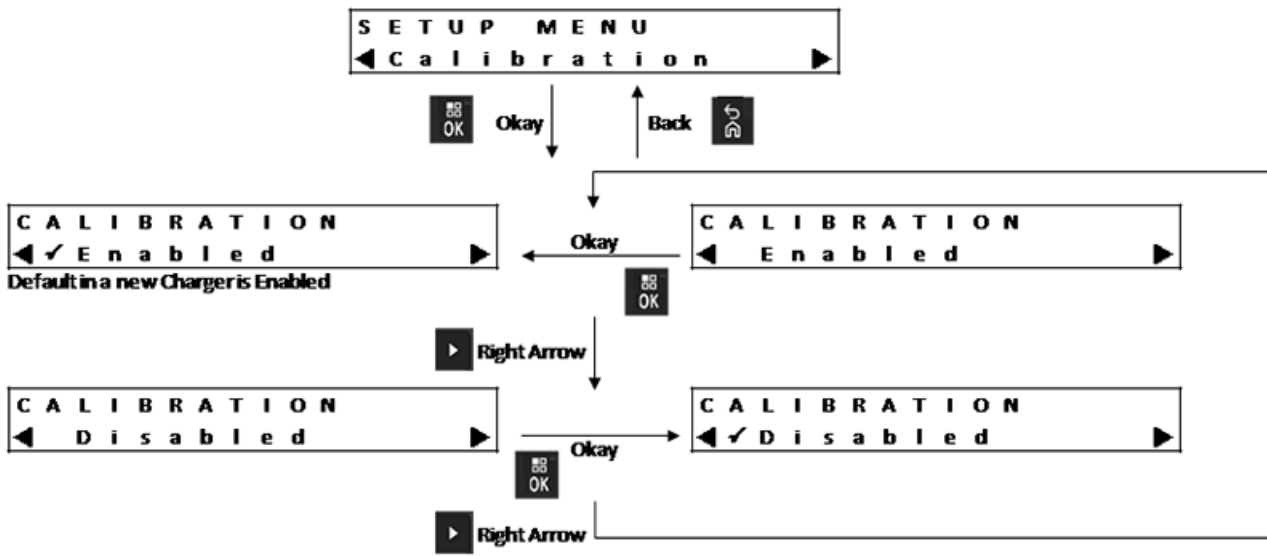 SETUP MENU
◀Calibration ▶
OK
Okay
Back
CALIBRATION
◀✓Enabled ▶
Default in a new Charger is Enabled
Okay
OK
CALIBRATION
◀ Enabled ▶
Right Arrow
CALIBRATION
◀ Disabled ▶
Okay
OK
CALIBRATION
◀✓Disabled ▶
Right Arrow